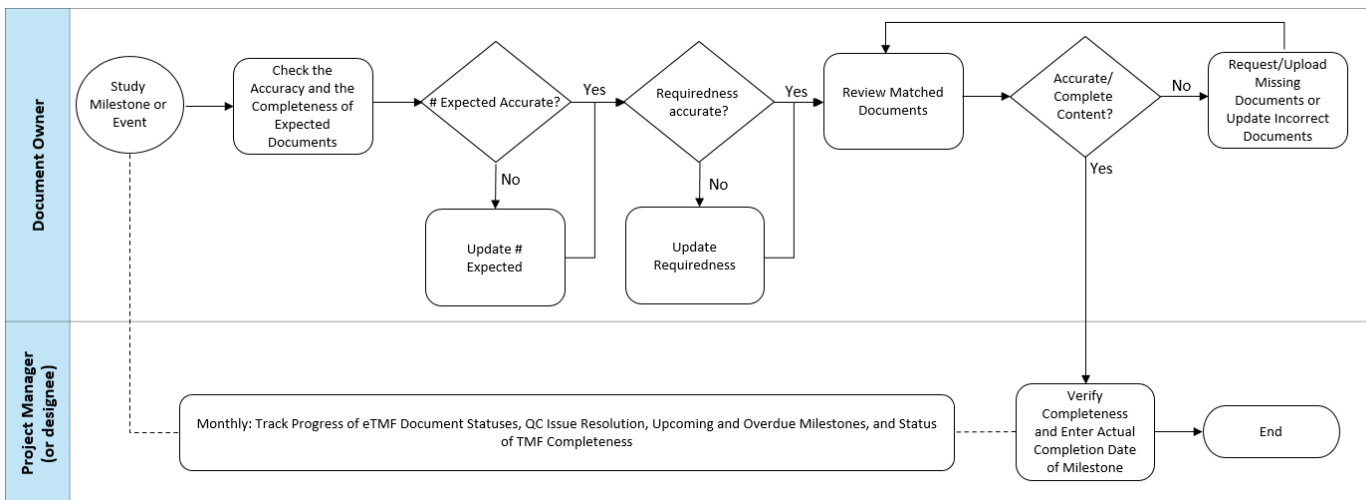 Document Owner
Study
Milestone or
Event
Check the
Accuracy and the
Completeness of
Expected
Documents
# Expected Accurate?
Yes
No
Update #
Expected
Requiredness
accurate?
Yes
No
Update
Requiredness
Review Matched
Documents
Accurate/
Complete
Content?
No
Yes
Request/Upload
Missing
Documents or
Update Incorrect
Documents
Project Manager
(or designee)
Monthly: Track Progress of eTMF Document Statuses, QC Issue Resolution, Upcoming and Overdue Milestones, and Status
of TMF Completeness
Verify
Completeness
and Enter Actual
Completion Date
of Milestone
End